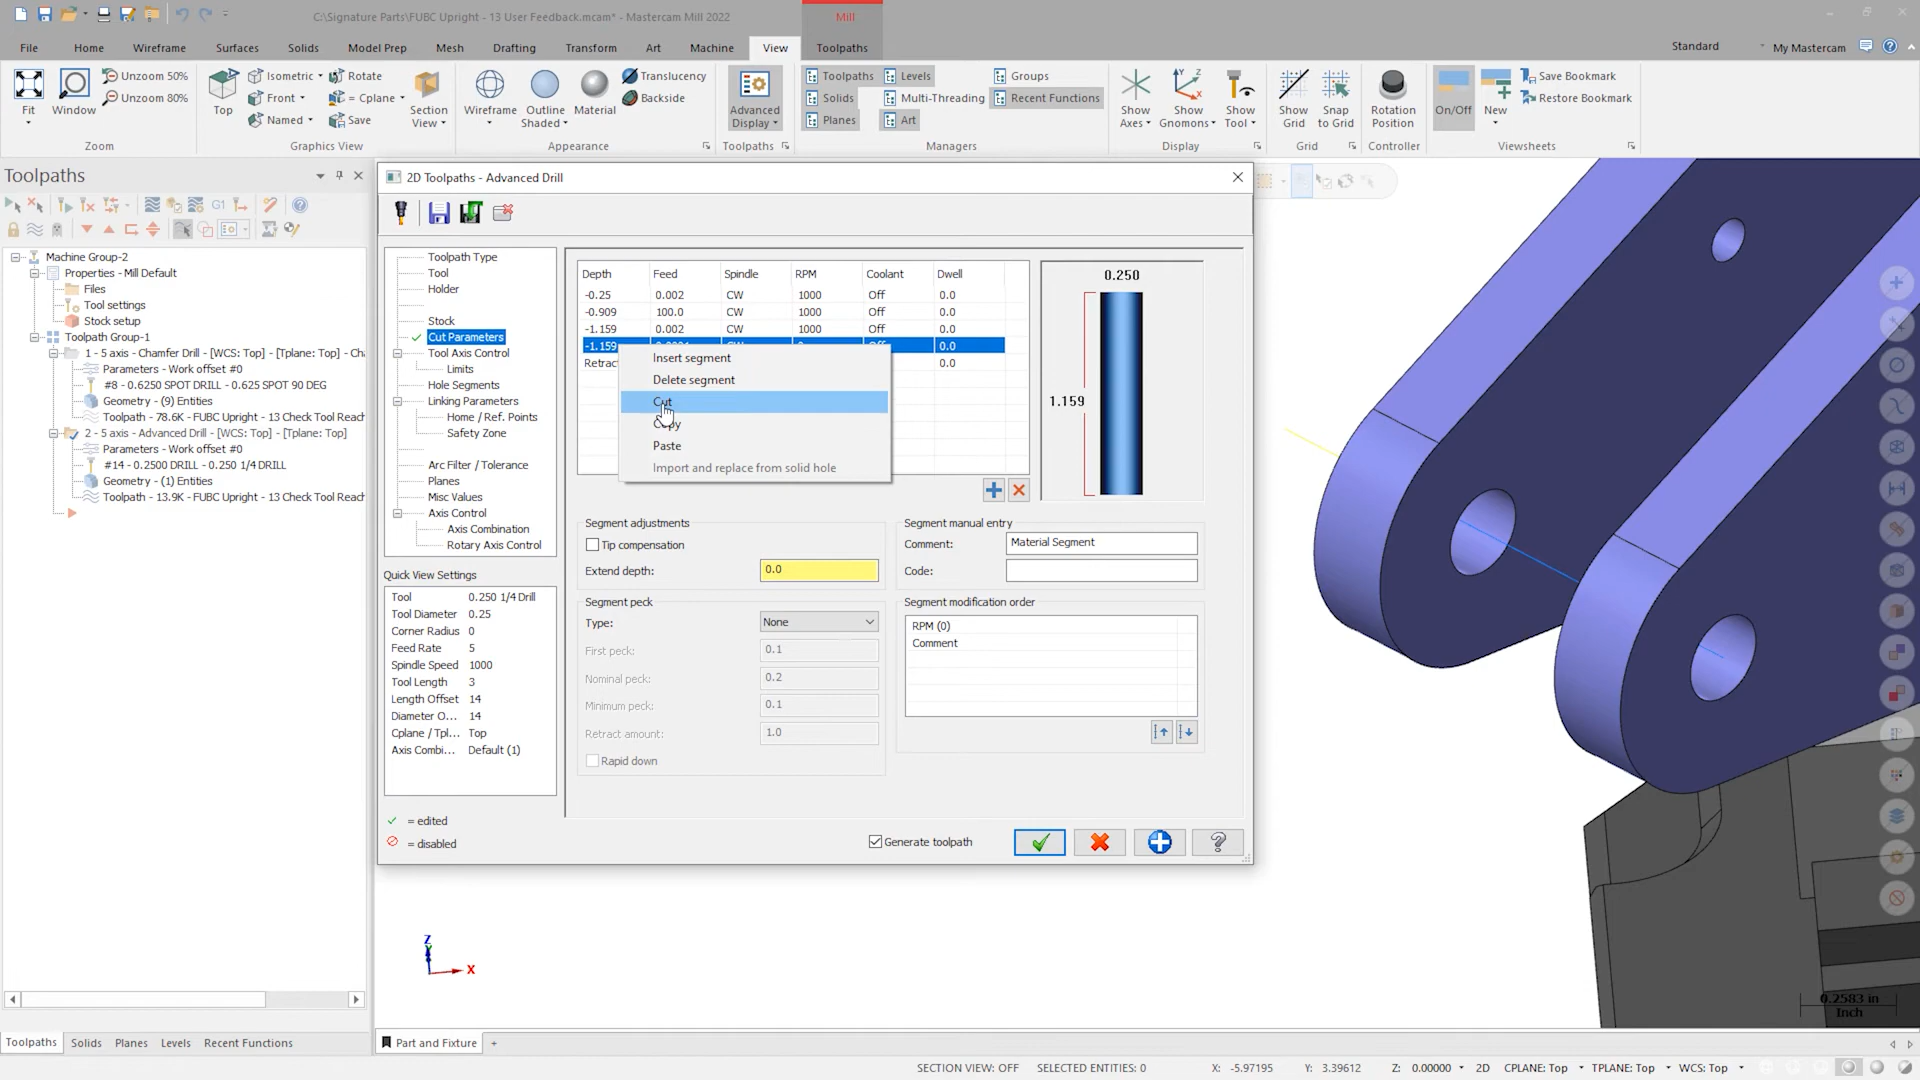 C:\Signature Parts\FUBC Upright - 13 User Feedback.mcam* - Mastercam Mill 2022
Mill
File
Home
Wireframe
Surfaces
Solids
Model Prep
Mesh
Drafting
Transform
Art
Machine
View
Toolpaths
Standard
My Mastercam
Fit
Window
Unzoom 50%
Unzoom 80%
Zoom
Top
Isometric
Front
Named
Rotate
= Cplane
Save
Section View
Graphics View
Wireframe
Outline Shaded
Material
Translucency
Backside
Appearance
Advanced Display
Toolpaths
Toolpaths
Solids
Planes
Levels
Multi-Threading
Art
Groups
Recent Functions
Managers
Show Axes
Show Gnomons
Show Tool
Display
Show Grid
Snap to Grid
Grid
Rotation Position
Controller
On/Off
New
Save Bookmark
Restore Bookmark
Viewsheets
Toolpaths
G1
Machine Group-2
Properties - Mill Default
Files
Tool settings
Stock setup
Toolpath Group-1
1 - 5 axis - Chamfer Drill - [WCS: Top] - [Tplane: Top] - Cha
Parameters - Work offset #0
#8 - 0.6250 SPOT DRILL - 0.625 SPOT 90 DEG
Geometry - (9) Entities
Toolpath - 78.6K - FUBC Upright - 13 Check Tool Reach
2 - 5 axis - Advanced Drill - [WCS: Top] - [Tplane: Top]
Parameters - Work offset #0
#14 - 0.2500 DRILL - 0.250 1/4 DRILL
Geometry - (1) Entities
Toolpath - 13.9K - FUBC Upright - 13 Check Tool Reach
2D Toolpaths - Advanced Drill
Toolpath Type
Tool
Holder
Stock
Cut Parameters
Tool Axis Control
Limits
Hole Segments
Linking Parameters
Home / Ref. Points
Safety Zone
Arc Filter / Tolerance
Planes
Misc Values
Axis Control
Axis Combination
Rotary Axis Control
Quick View Settings
Tool 0.250 1/4 Drill
Tool Diameter 0.25
Corner Radius 0
Feed Rate 5
Spindle Speed 1000
Tool Length 3
Length Offset 14
Diameter O... 14
Cplane / Tpl... Top
Axis Combi... Default (1)
= edited
= disabled
Depth Feed Spindle RPM Coolant Dwell
-0.25 0.002 CW 1000 Off 0.0
-0.909 100.0 CW 1000 Off 0.0
-1.159 0.002 CW 1000 Off 0.0
-1.159 0.0
Retrac 0.0
Insert segment
Delete segment
Cut
Copy
Paste
Import and replace from solid hole
0.250
1.159
Segment adjustments
Tip compensation
Extend depth: 0.0
Segment peck
Type: None
First peck: 0.1
Nominal peck: 0.2
Minimum peck: 0.1
Retract amount: 1.0
Rapid down
Segment manual entry
Comment: Material Segment
Code:
Segment modification order
RPM (0)
Comment
Generate toolpath
Z
X
0.2583 in
Inch
Toolpaths
Solids
Planes
Levels
Recent Functions
Part and Fixture
SECTION VIEW: OFF
SELECTED ENTITIES: 0
X: -5.97195
Y: 3.39612
Z: 0.00000
2D
CPLANE: Top
TPLANE: Top
WCS: Top